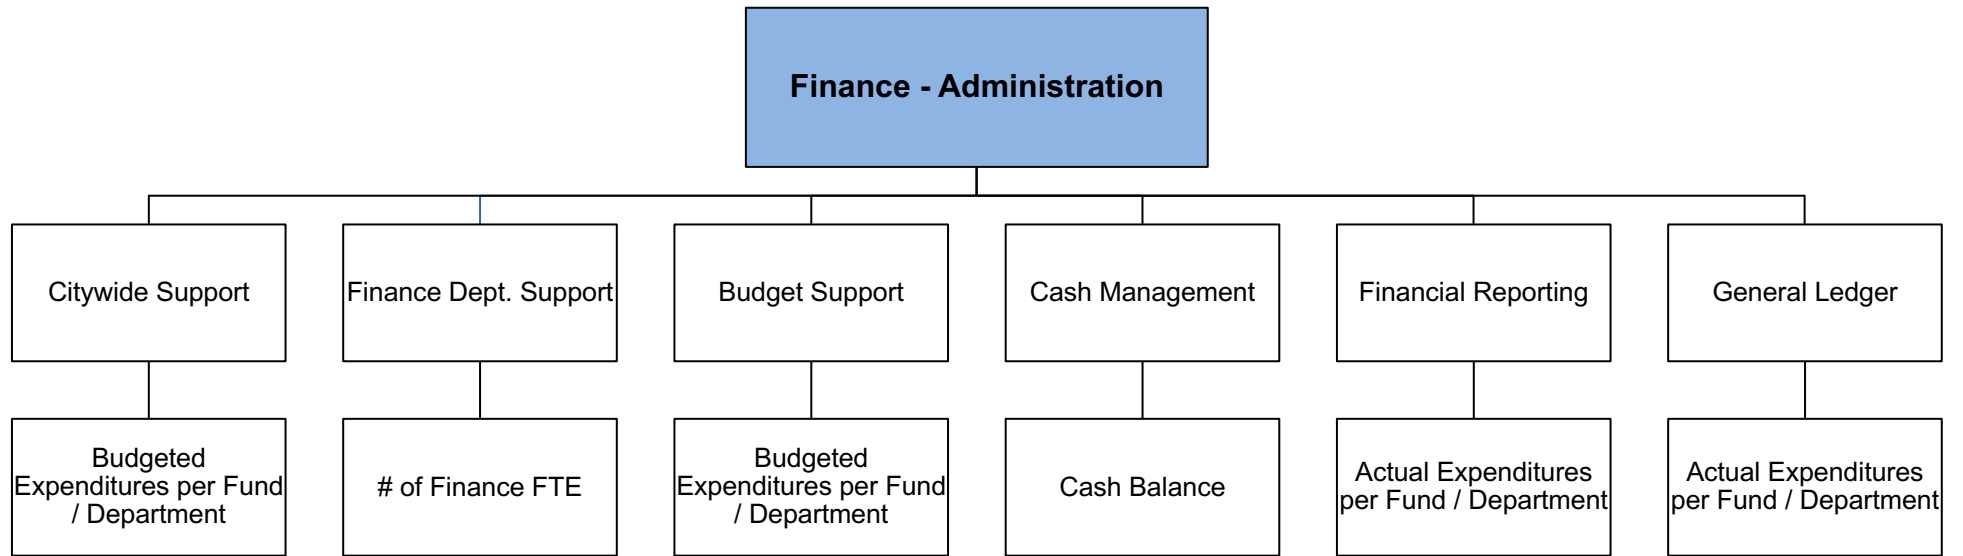 Finance - Administration
Citywide Support
Finance Dept. Support
Budget Support
Cash Management
Financial Reporting
General Ledger
Budgeted
Expenditures per Fund
/ Department
# of Finance FTE
Budgeted
Expenditures per Fund
/ Department
Cash Balance
Actual Expenditures
per Fund / Department
Actual Expenditures
per Fund / Department